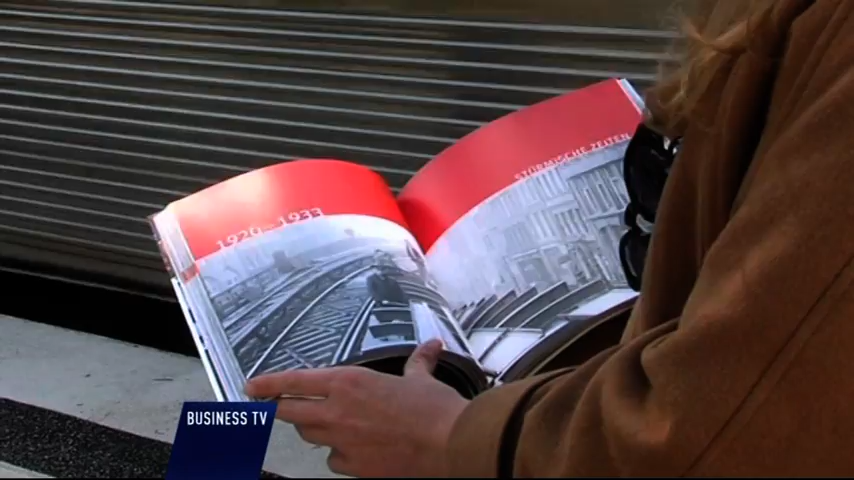 1920 – 1933
STÜRMISCHE ZEITEN
BUSINESS TV